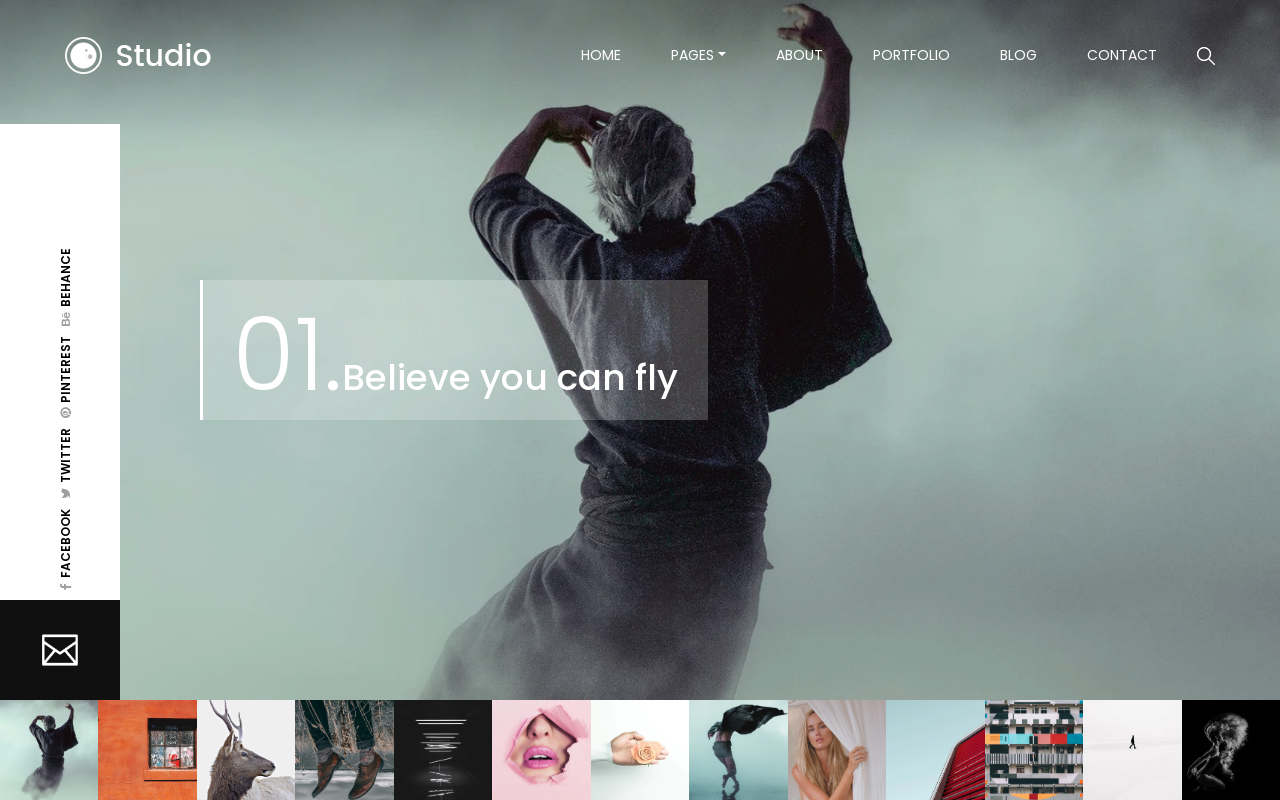 Studio
HOME
PAGES
ABOUT
PORTFOLIO
BLOG
CONTACT
BEHANCE
PINTEREST
TWITTER
FACEBOOK
01.Believe you can fly